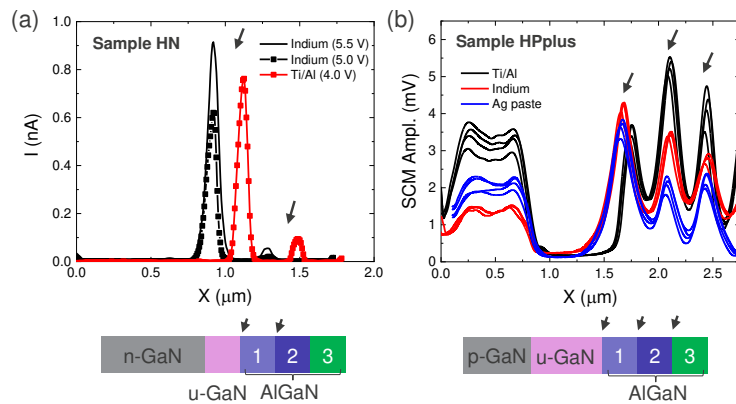 (a)
Sample HN
Indium (5.5 V)
Indium (5.0 V)
Ti/Al (4.0 V)
I (nA)
1.0
0.8
0.6
0.4
0.2
0.0
0.0 0.5 1.0 1.5 2.0
X (μm)
n-GaN 1 2 3
u-GaN AlGaN
(b)
Sample HPplus
Ti/Al
Indium
Ag paste
SCM Ampl. (mV)
6
5
4
3
2
1
0
0.0 0.5 1.0 1.5 2.0 2.5
X (μm)
p-GaN u-GaN 1 2 3
AlGaN